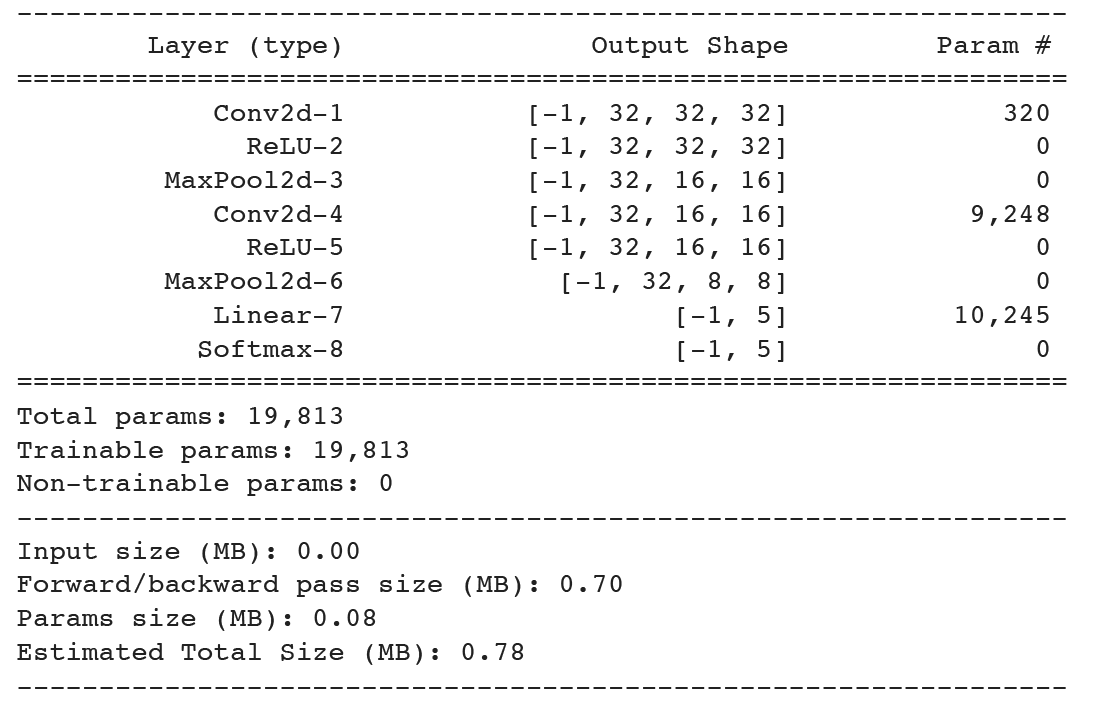 ----------------------------------------------------------------
Layer (type) Output Shape Param #
================================================================
Conv2d-1 [-1, 32, 32, 32] 320
ReLU-2 [-1, 32, 32, 32] 0
MaxPool2d-3 [-1, 32, 16, 16] 0
Conv2d-4 [-1, 32, 16, 16] 9,248
ReLU-5 [-1, 32, 16, 16] 0
MaxPool2d-6 [-1, 32, 8, 8] 0
Linear-7 [-1, 5] 10,245
Softmax-8 [-1, 5] 0
================================================================
Total params: 19,813
Trainable params: 19,813
Non-trainable params: 0
----------------------------------------------------------------
Input size (MB): 0.00
Forward/backward pass size (MB): 0.70
Params size (MB): 0.08
Estimated Total Size (MB): 0.78
----------------------------------------------------------------